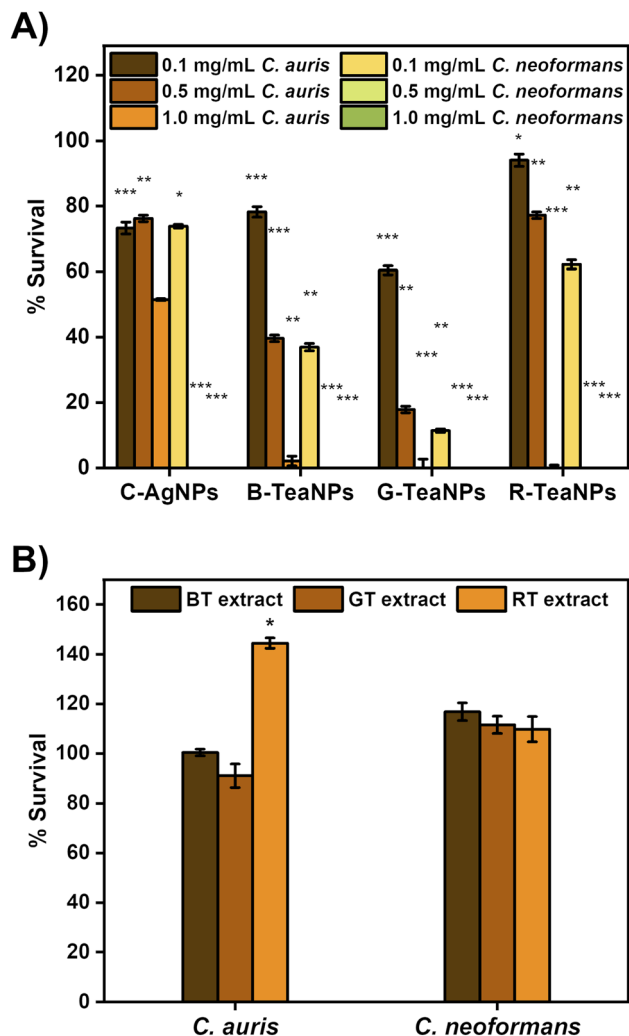 A)
0.1 mg/mL C. auris 0.1 mg/mL C. neoformans
0.5 mg/mL C. auris 0.5 mg/mL C. neoformans
1.0 mg/mL C. auris 1.0 mg/mL C. neoformans
% Survival
120
100
80
60
40
20
0
*** ** *
*** ***
*** *** ** **
*** ***
*** ** *** **
*** ***
* ** *** **
*** ***
C-AgNPs B-TeaNPs G-TeaNPs R-TeaNPs
B)
BT extract GT extract RT extract
% Survival
160
140
120
100
80
60
40
20
0
*
C. auris C. neoformans